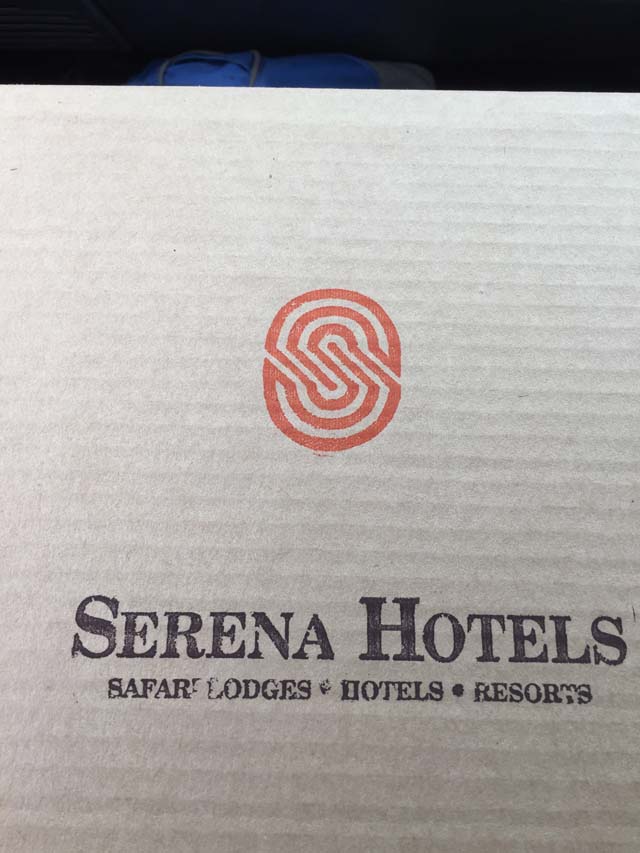 SERENA HOTELS
SAFARI LODGES • HOTELS • RESORTS